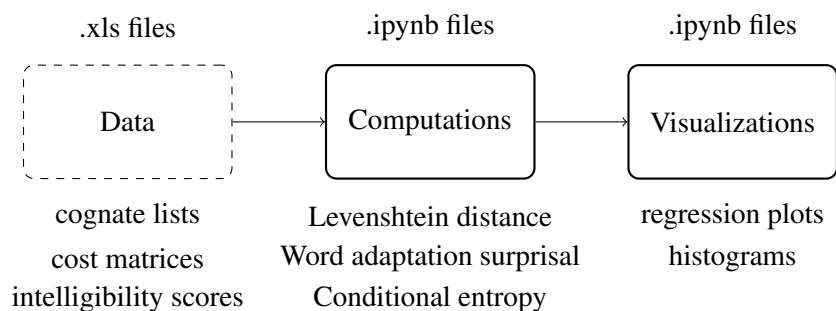 .xls files
.ipynb files
.ipynb files
Data
Computations
Visualizations
cognate lists
cost matrices
intelligibility scores
Levenshtein distance
Word adaptation surprisal
Conditional entropy
regression plots
histograms